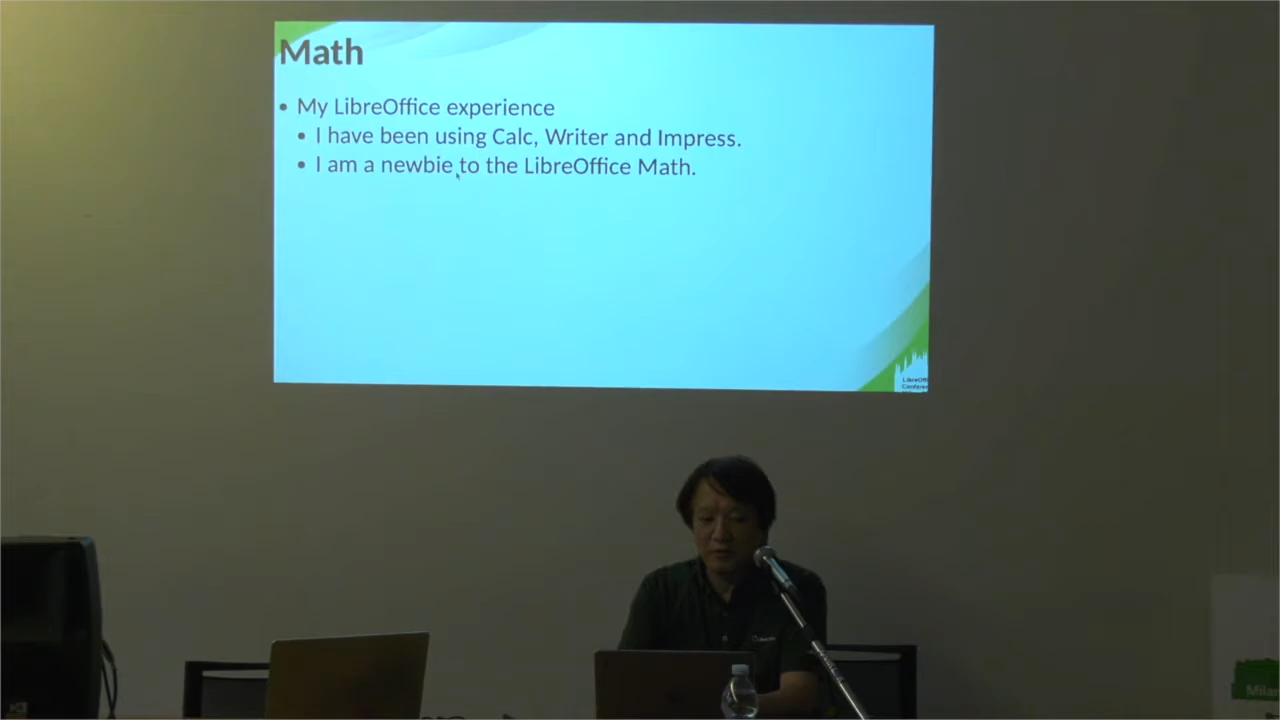 Math
• My LibreOffice experience
• I have been using Calc, Writer and Impress.
• I am a newbie to the LibreOffice Math.